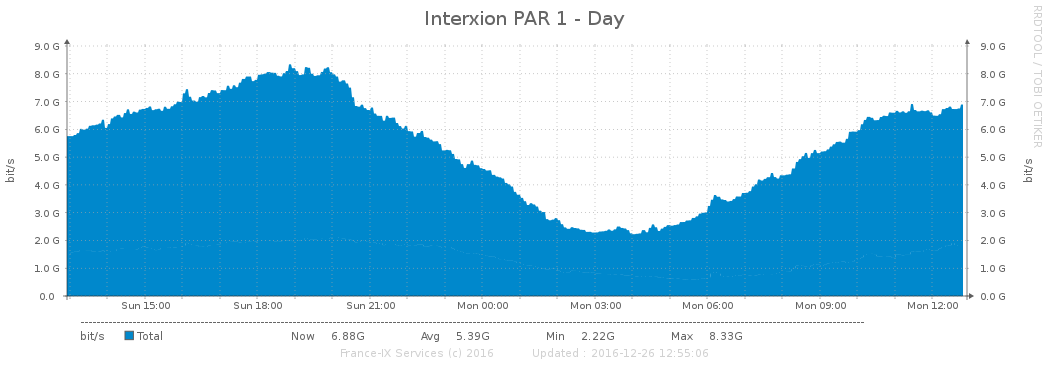 Interxion PAR 1 - Day
RRDTOOL / TOBI OETIKER
bit/s
bit/s
9.0 G 9.0 G
8.0 G 8.0 G
7.0 G 7.0 G
6.0 G 6.0 G
5.0 G 5.0 G
4.0 G 4.0 G
3.0 G 3.0 G
2.0 G 2.0 G
1.0 G 1.0 G
0.0 0.0 G
Sun 15:00 Sun 18:00 Sun 21:00 Mon 00:00 Mon 03:00 Mon 06:00 Mon 09:00 Mon 12:00
bit/s Total Now 6.88G Avg 5.39G Min 2.22G Max 8.33G
France-IX Services (c) 2016 Updated : 2016-12-26 12:55:06